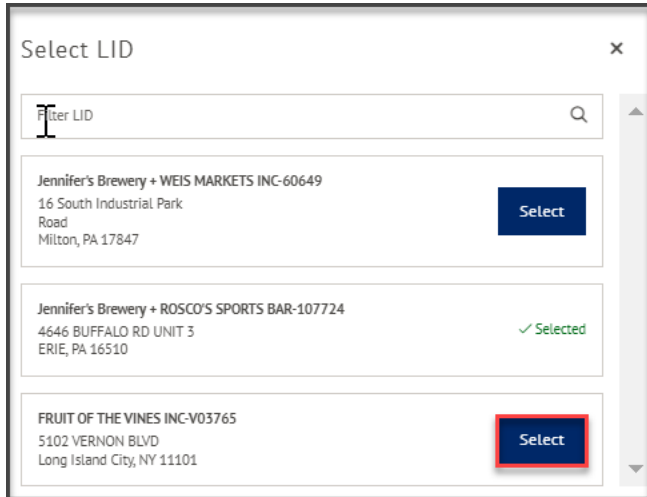 Select LID
Filter LID
Jennifer's Brewery + WEIS MARKETS INC-60649
16 South Industrial Park
Road
Milton, PA 17847
Select
Jennifer's Brewery + ROSCO'S SPORTS BAR-107724
4646 BUFFALO RD UNIT 3
ERIE, PA 16510
Selected
FRUIT OF THE VINES INC-V03765
5102 VERNON BLVD
Long Island City, NY 11101
Select